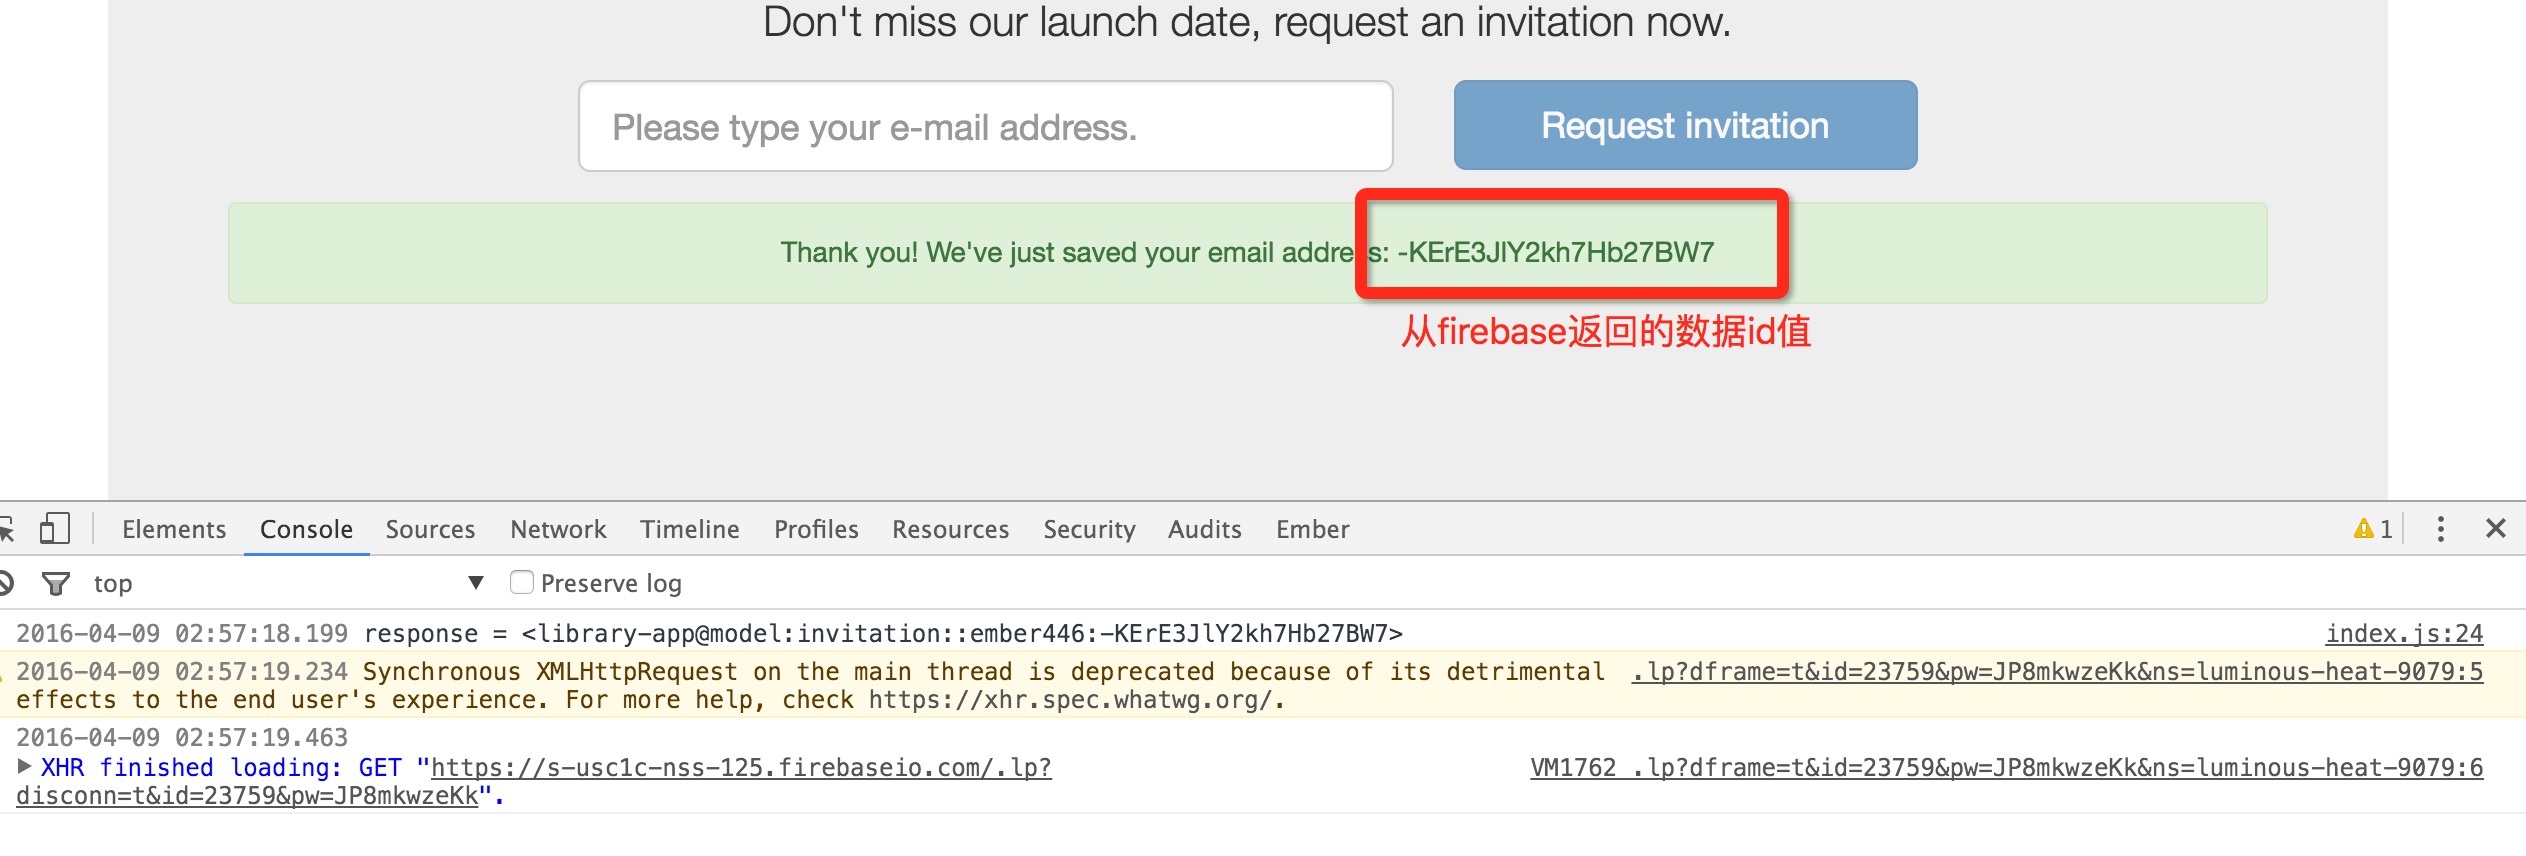 Don't miss our launch date, request an invitation now.
Please type your e-mail address.
Request invitation
Thank you! We've just saved your email address: -KErE3JlY2kh7Hb27BW7
从firebase返回的数据id值
Elements Console Sources Network Timeline Profiles Resources Security Audits Ember 1
top Preserve log
2016-04-09 02:57:18.199 response = <library-app@model:invitation::ember446:-KErE3JlY2kh7Hb27BW7> index.js:24
2016-04-09 02:57:19.234 Synchronous XMLHttpRequest on the main thread is deprecated because of its detrimental .lp?dframe=t&id=23759&pw=JP8mkwzeKk&ns=luminous-heat-9079:5
effects to the end user's experience. For more help, check https://xhr.spec.whatwg.org/.
2016-04-09 02:57:19.463
XHR finished loading: GET "https://s-usc1c-nss-125.firebaseio.com/.lp? VM1762 .lp?dframe=t&id=23759&pw=JP8mkwzeKk&ns=luminous-heat-9079:6
disconn=t&id=23759&pw=JP8mkwzeKk".